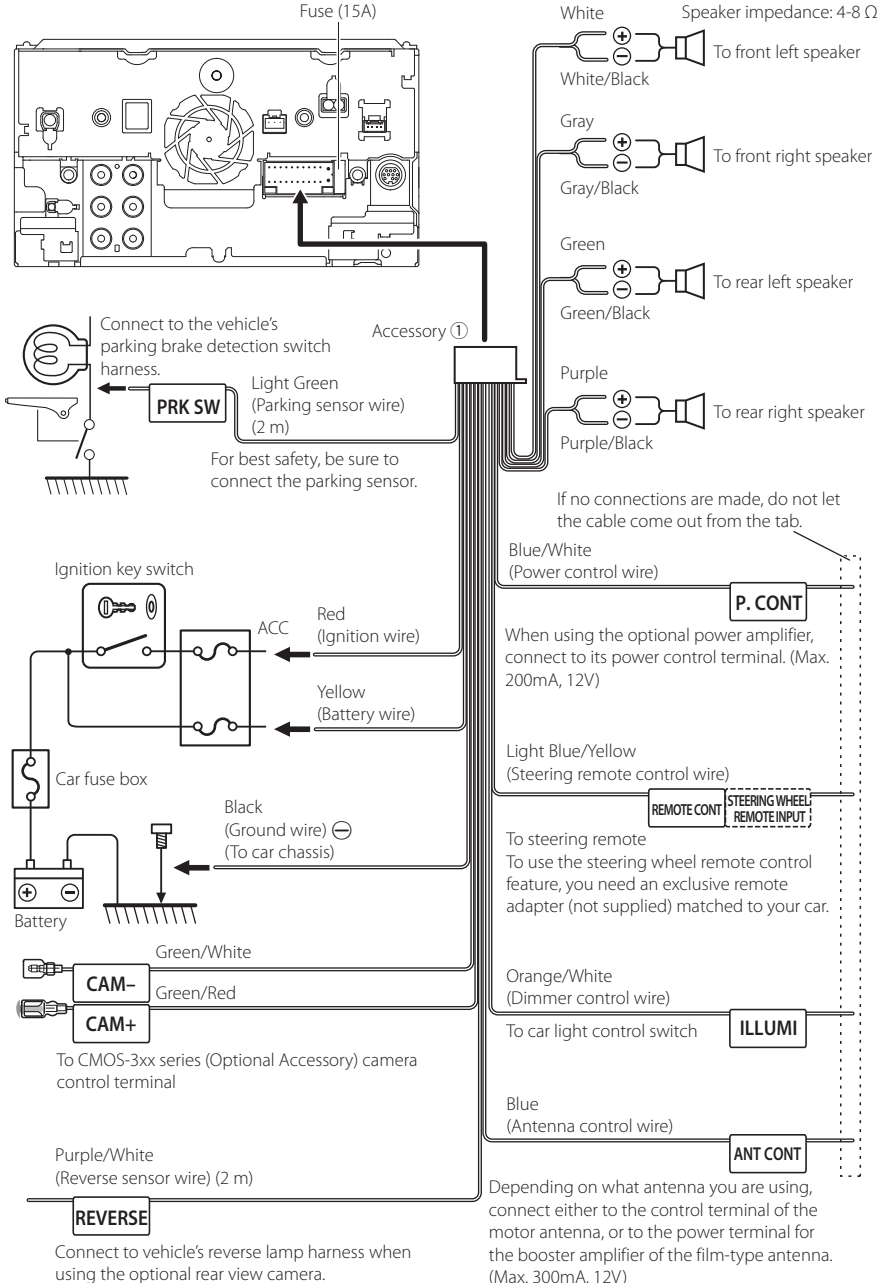 Fuse (15A)
White
Speaker impedance: 4-8 Ω
⊕
⊖
To front left speaker
White/Black
Gray
⊕
⊖
To front right speaker
Gray/Black
Green
⊕
⊖
To rear left speaker
Green/Black
Purple
⊕
⊖
To rear right speaker
Purple/Black
Accessory ①
Connect to the vehicle's
parking brake detection switch
harness.
PRK SW
Light Green
(Parking sensor wire)
(2 m)
For best safety, be sure to
connect the parking sensor.
If no connections are made, do not let
the cable come out from the tab.
Blue/White
(Power control wire)
P. CONT
When using the optional power amplifier,
connect to its power control terminal. (Max.
200mA, 12V)
Ignition key switch
ACC
Red
(Ignition wire)
Yellow
(Battery wire)
Car fuse box
Black
(Ground wire) ⊖
(To car chassis)
⊕
⊖
Battery
Light Blue/Yellow
(Steering remote control wire)
REMOTE CONT
STEERING WHEEL
REMOTE INPUT
To steering remote
To use the steering wheel remote control
feature, you need an exclusive remote
adapter (not supplied) matched to your car.
Green/White
CAM–
Green/Red
CAM+
To CMOS-3xx series (Optional Accessory) camera
control terminal
Orange/White
(Dimmer control wire)
To car light control switch
ILLUMI
Blue
(Antenna control wire)
ANT CONT
Depending on what antenna you are using,
connect either to the control terminal of the
motor antenna, or to the power terminal for
the booster amplifier of the film-type antenna.
(Max. 300mA, 12V)
Purple/White
(Reverse sensor wire) (2 m)
REVERSE
Connect to vehicle's reverse lamp harness when
using the optional rear view camera.